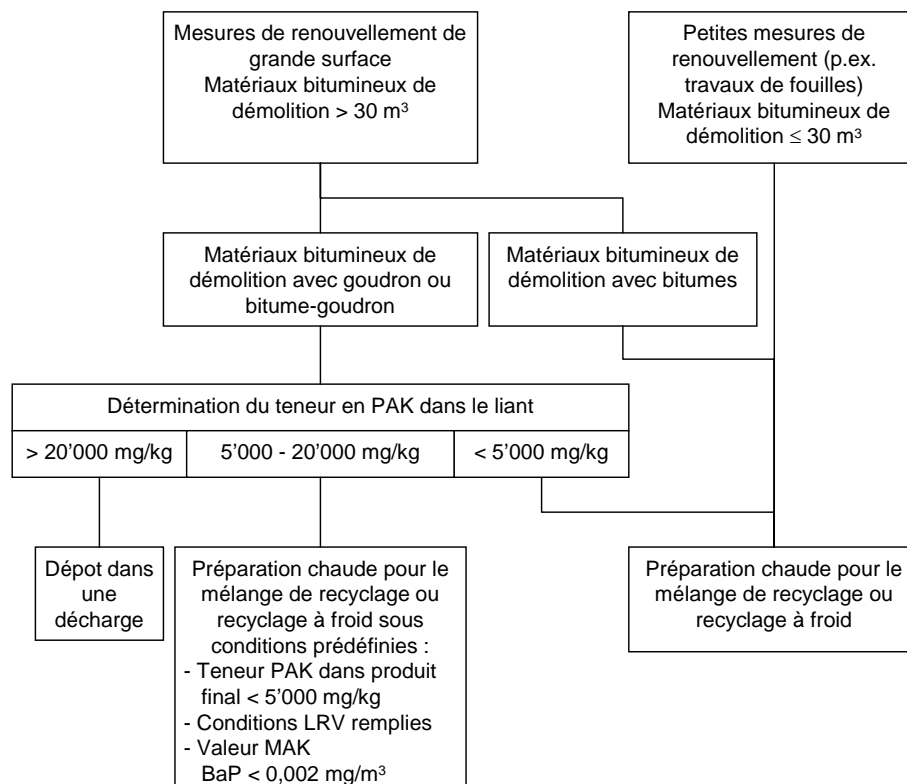 Mesures de renouvellement de
grande surface
Matériaux bitumineux de
démolition > 30 m³
Petites mesures de
renouvellement (p.ex.
travaux de fouilles)
Matériaux bitumineux de
démolition ≤ 30 m³
Matériaux bitumineux de
démolition avec goudron ou
bitume-goudron
Matériaux bitumineux de
démolition avec bitumes
Détermination du teneur en PAK dans le liant
> 20’000 mg/kg
5’000 - 20’000 mg/kg
< 5’000 mg/kg
Dépot dans
une
décharge
Préparation chaude pour le
mélange de recyclage ou
recyclage à froid sous
conditions prédéfinies :
- Teneur PAK dans produit
final < 5’000 mg/kg
- Conditions LRV remplies
- Valeur MAK
BaP < 0,002 mg/m³
Préparation chaude pour le
mélange de recyclage ou
recyclage à froid